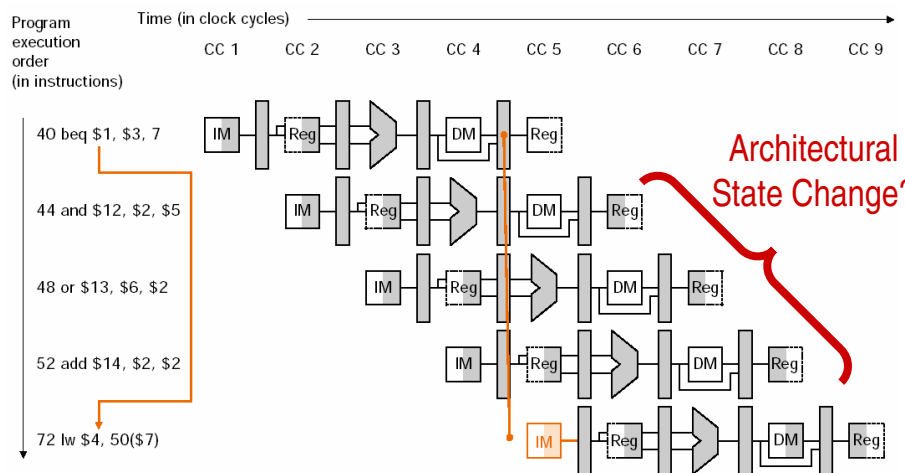 Program
execution
order
(in instructions)
Time (in clock cycles)
CC 1 CC 2 CC 3 CC 4 CC 5 CC 6 CC 7 CC 8 CC 9
40 beq $1, $3, 7
IM Reg DM Reg
44 and $12, $2, $5
IM Reg DM Reg
48 or $13, $6, $2
IM Reg DM Reg
52 add $14, $2, $2
IM Reg DM Reg
72 lw $4, 50($7)
IM Reg DM Reg
Architectural
State Change?